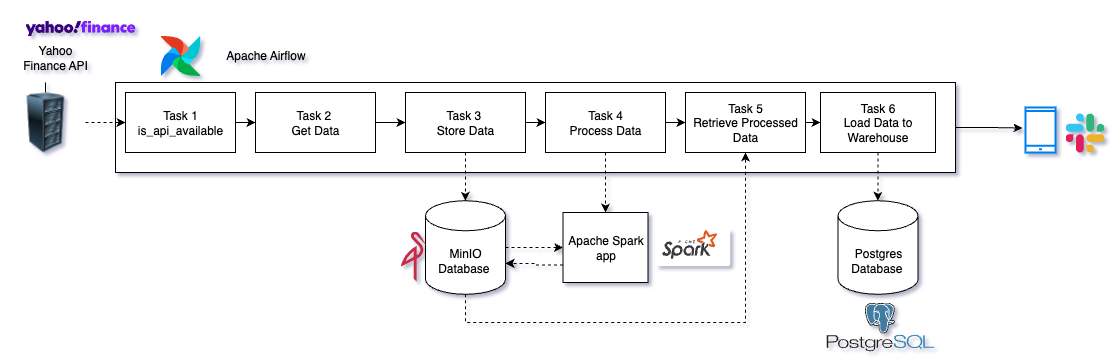 yahoo!finance
Yahoo
Finance API
Apache Airflow
Task 1
is_api_available
Task 2
Get Data
Task 3
Store Data
Task 4
Process Data
Task 5
Retrieve Processed
Data
Task 6
Load Data to
Warehouse
MinIO
Database
Apache Spark
app
Spark
Postgres
Database
PostgreSQL